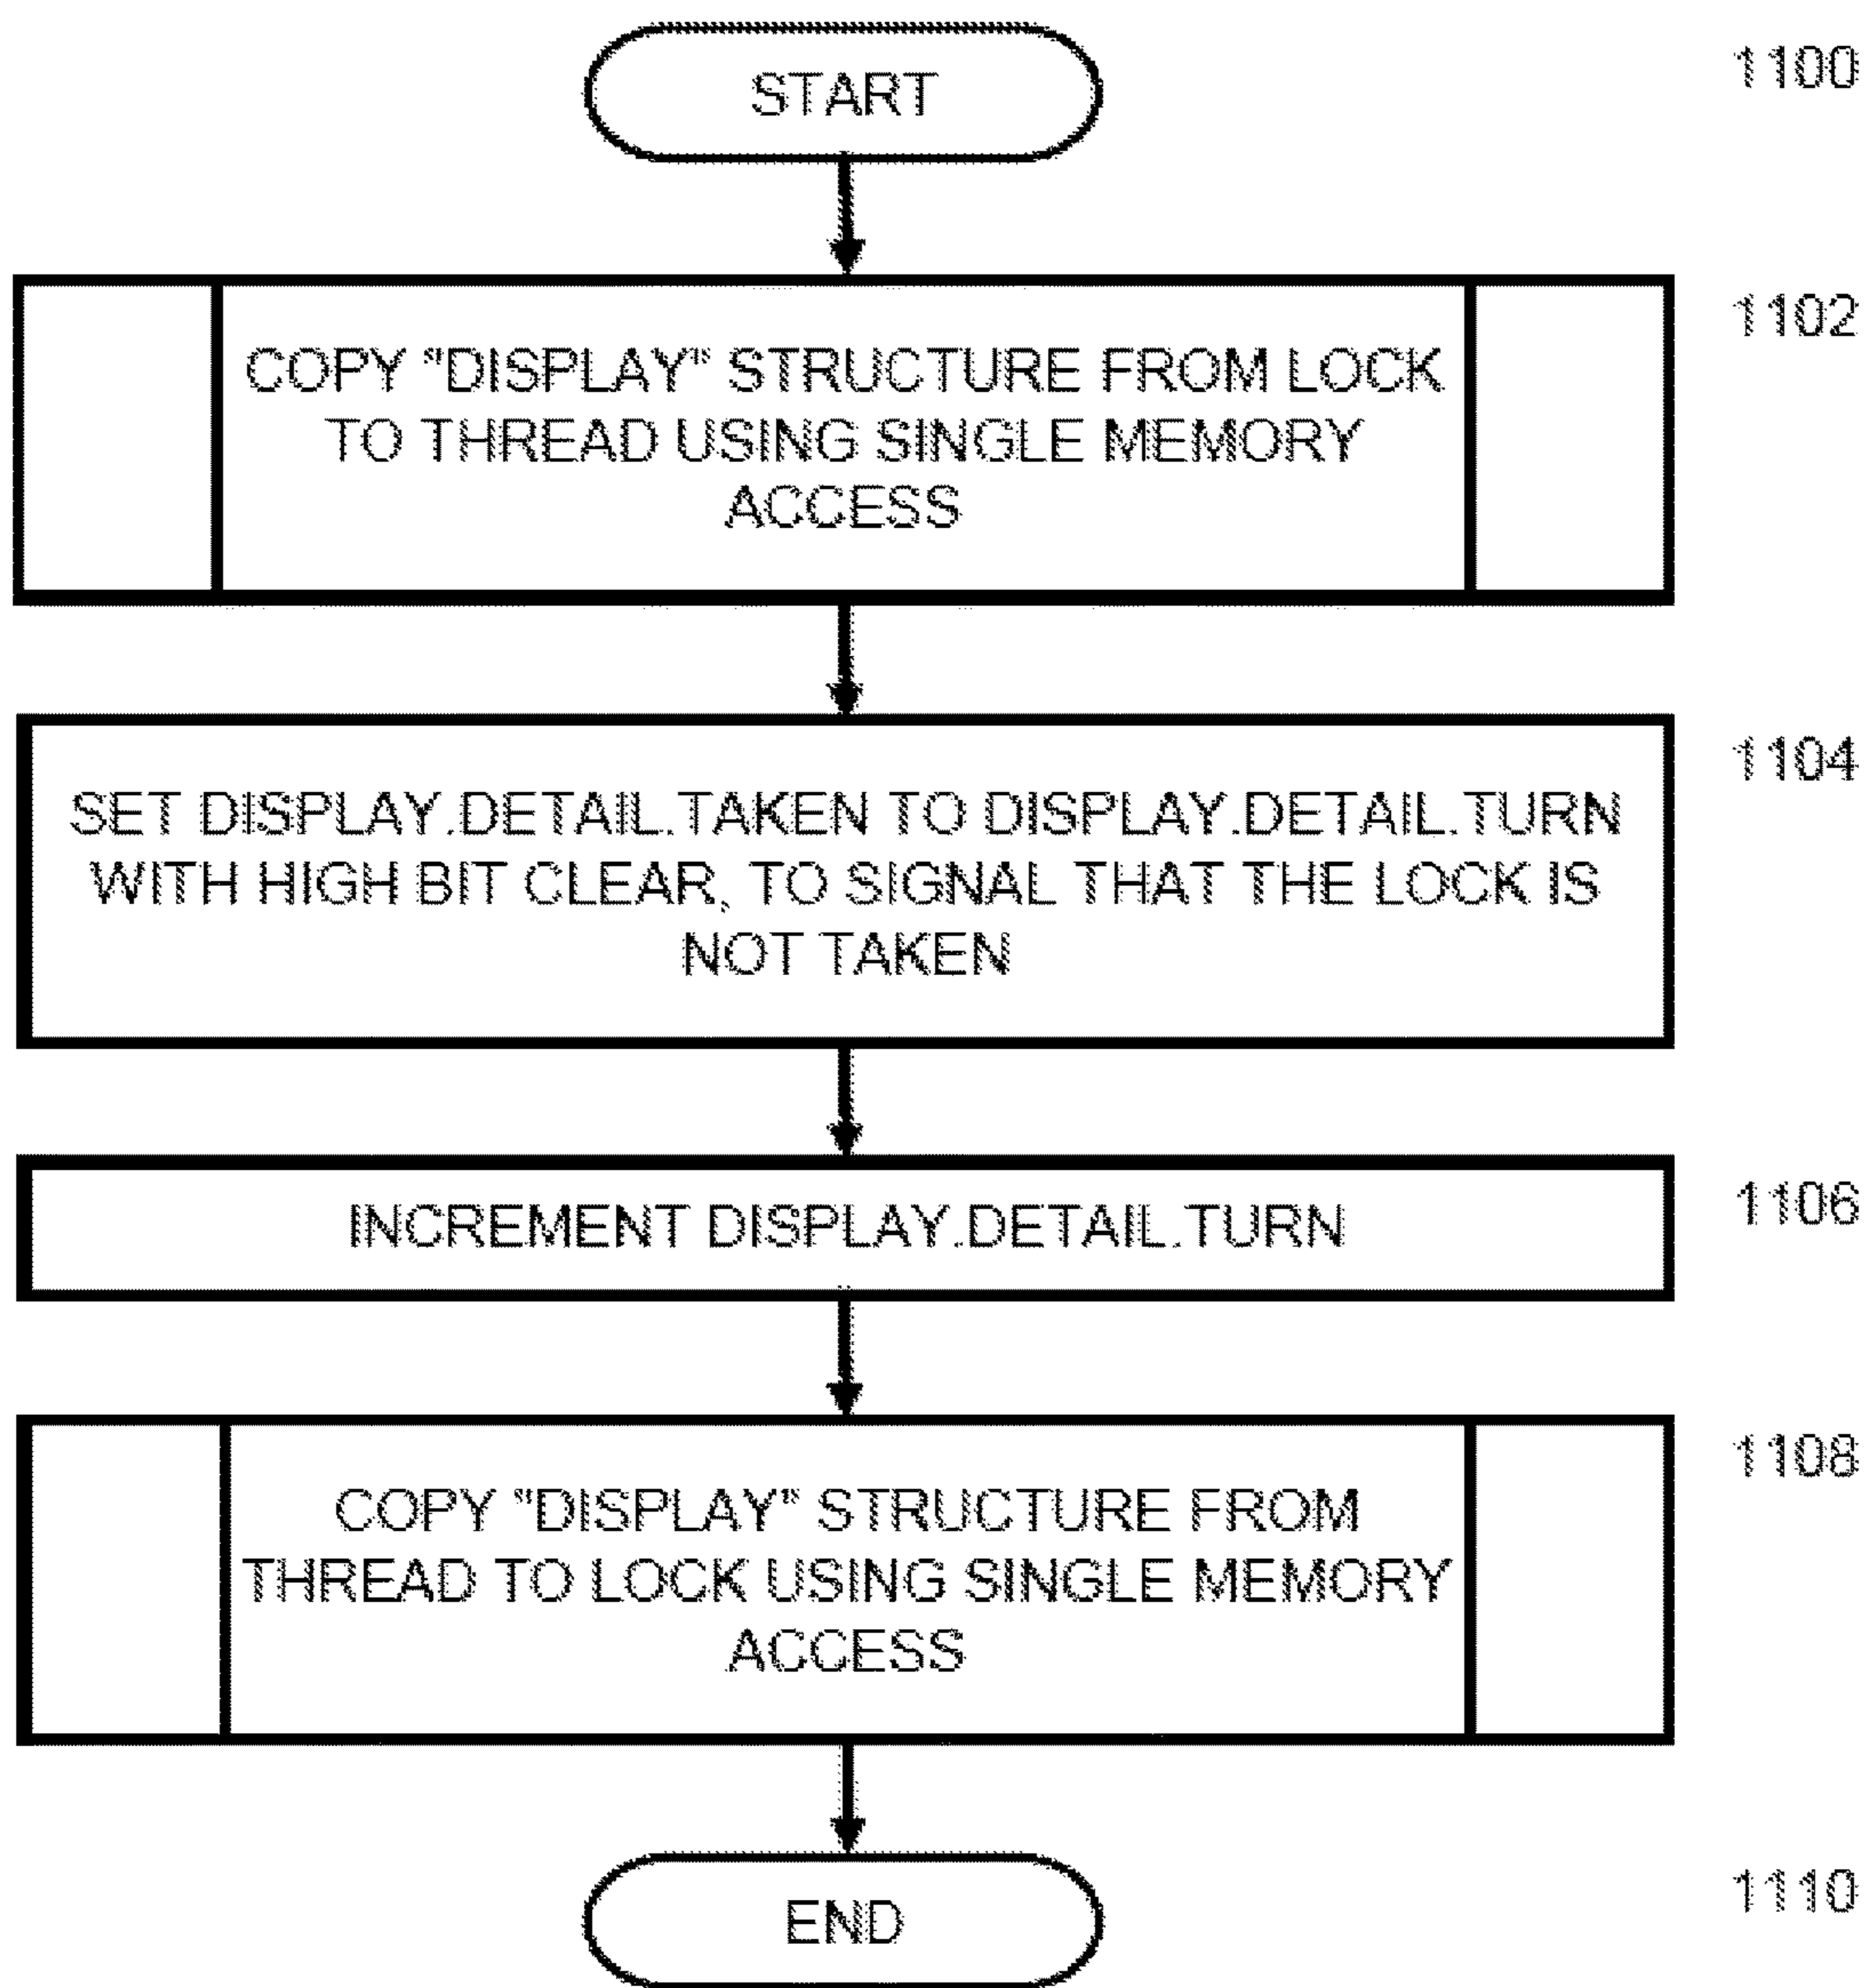 START
1100
COPY "DISPLAY" STRUCTURE FROM LOCK
TO THREAD USING SINGLE MEMORY
ACCESS
1102
SET DISPLAY.DETAIL.TAKEN TO DISPLAY.DETAIL.TURN
WITH HIGH BIT CLEAR, TO SIGNAL THAT THE LOCK IS
NOT TAKEN
1104
INCREMENT DISPLAY.DETAIL.TURN
1106
COPY "DISPLAY" STRUCTURE FROM
THREAD TO LOCK USING SINGLE MEMORY
ACCESS
1108
END
1110